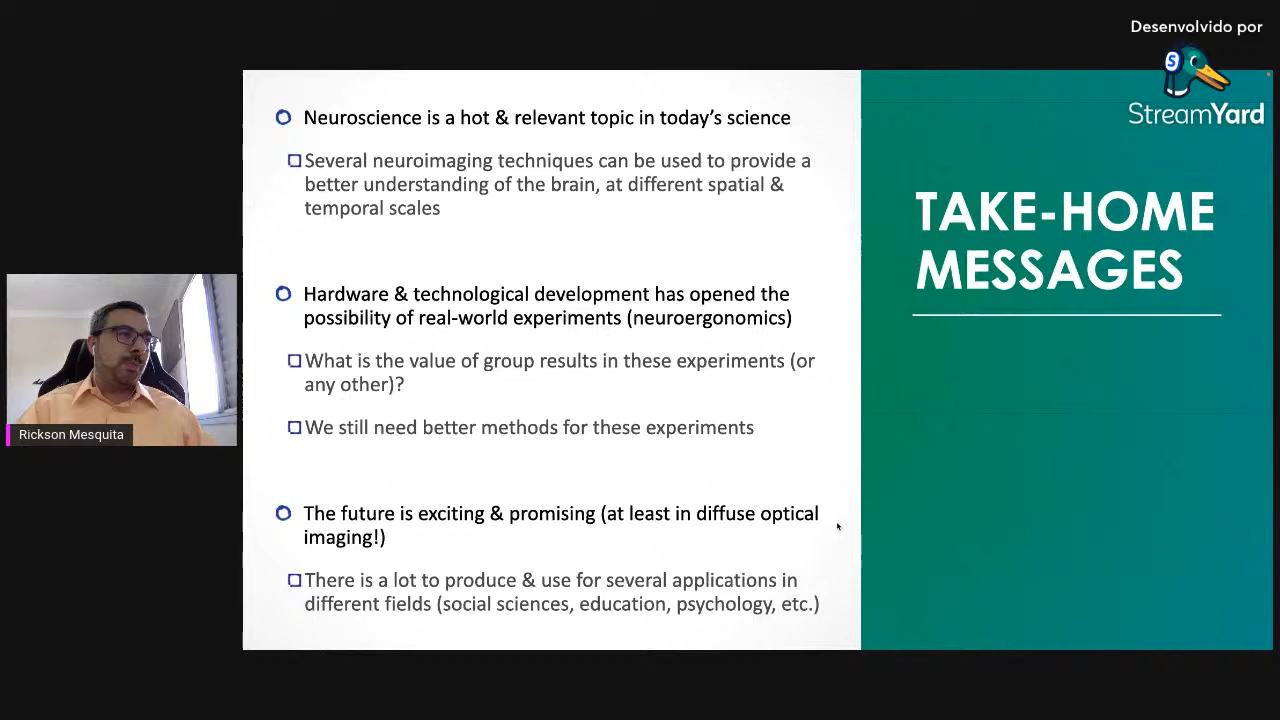 Desenvolvido por
StreamYard
Neuroscience is a hot & relevant topic in today's science
Several neuroimaging techniques can be used to provide a
better understanding of the brain, at different spatial &
temporal scales
Hardware & technological development has opened the
possibility of real-world experiments (neuroergonomics)
What is the value of group results in these experiments (or
any other)?
We still need better methods for these experiments
The future is exciting & promising (at least in diffuse optical
imaging!)
There is a lot to produce & use for several applications in
different fields (social sciences, education, psychology, etc.)
TAKE-HOME
MESSAGES
Rickson Mesquita